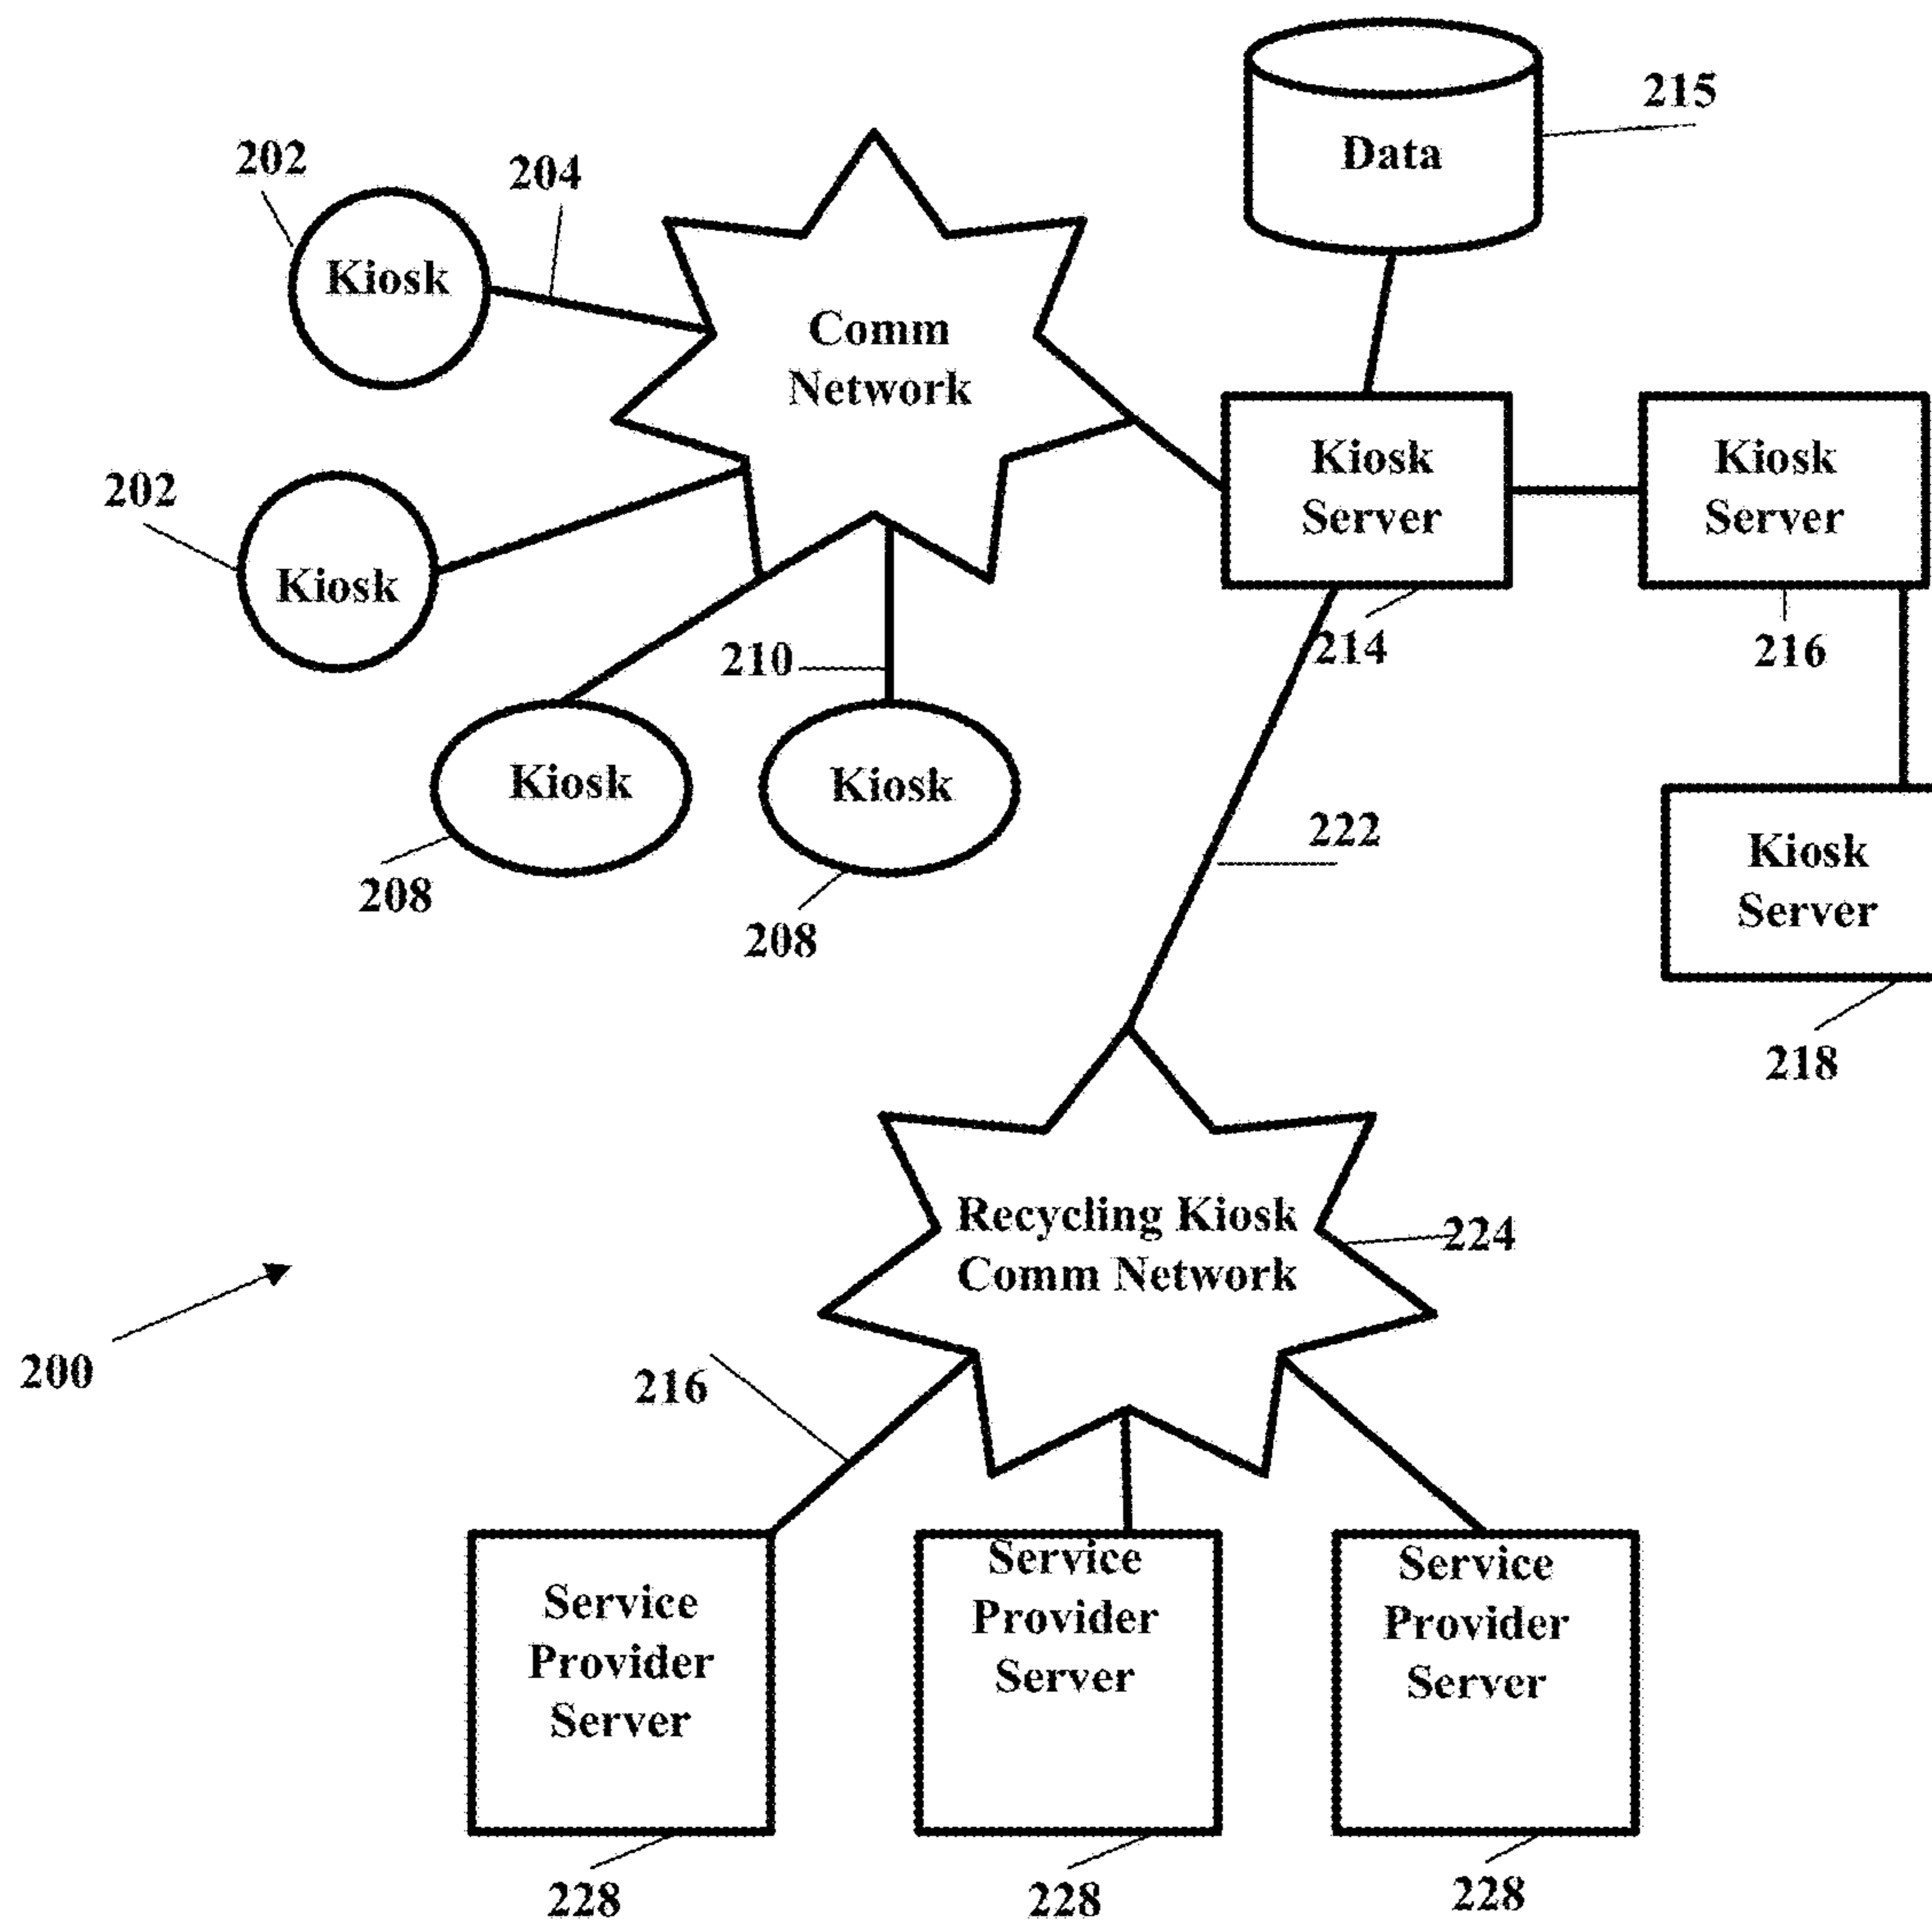 215
Data
202
204
Kiosk
Comm
Network
Kiosk
Server
Kiosk
Server
202
Kiosk
210
214
216
Kiosk
Kiosk
222
208
208
Kiosk
Server
218
Recycling Kiosk
Comm Network
224
200
216
Service
Provider
Server
Service
Provider
Server
Service
Provider
Server
228
228
228